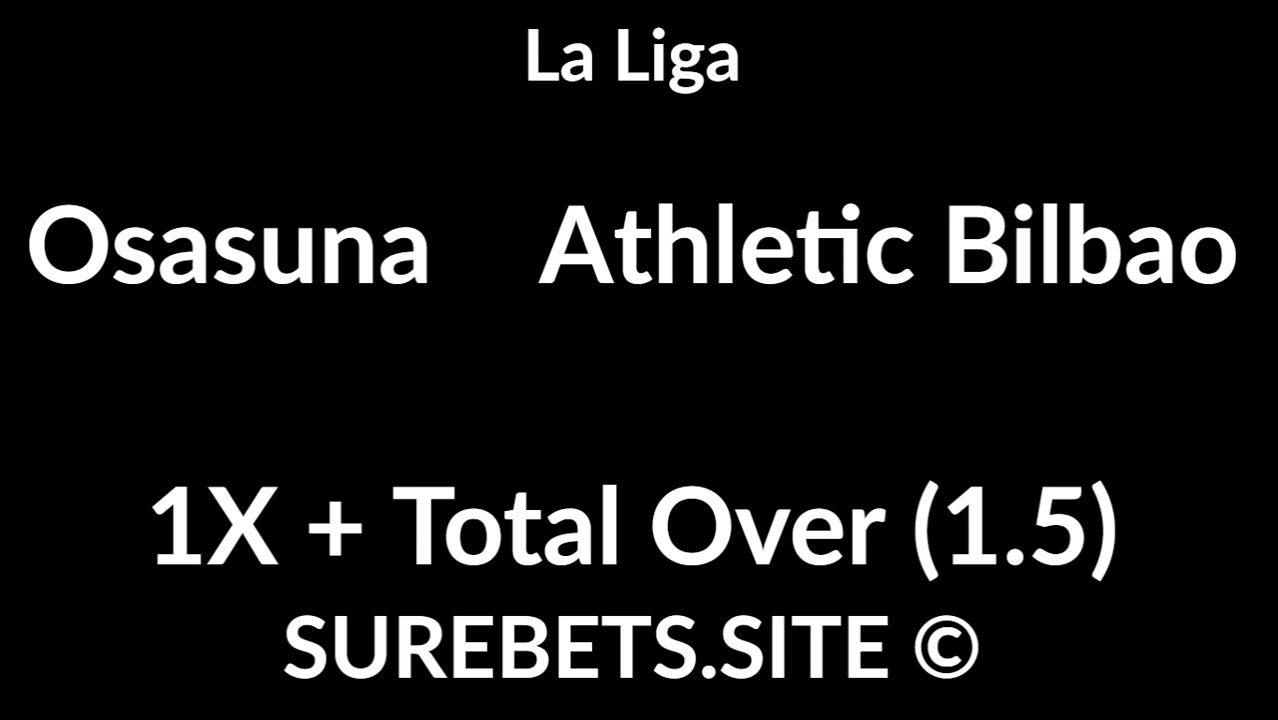 La Liga
Osasuna Athletic Bilbao
1X + Total Over (1.5)
SUREBETS.SITE ©